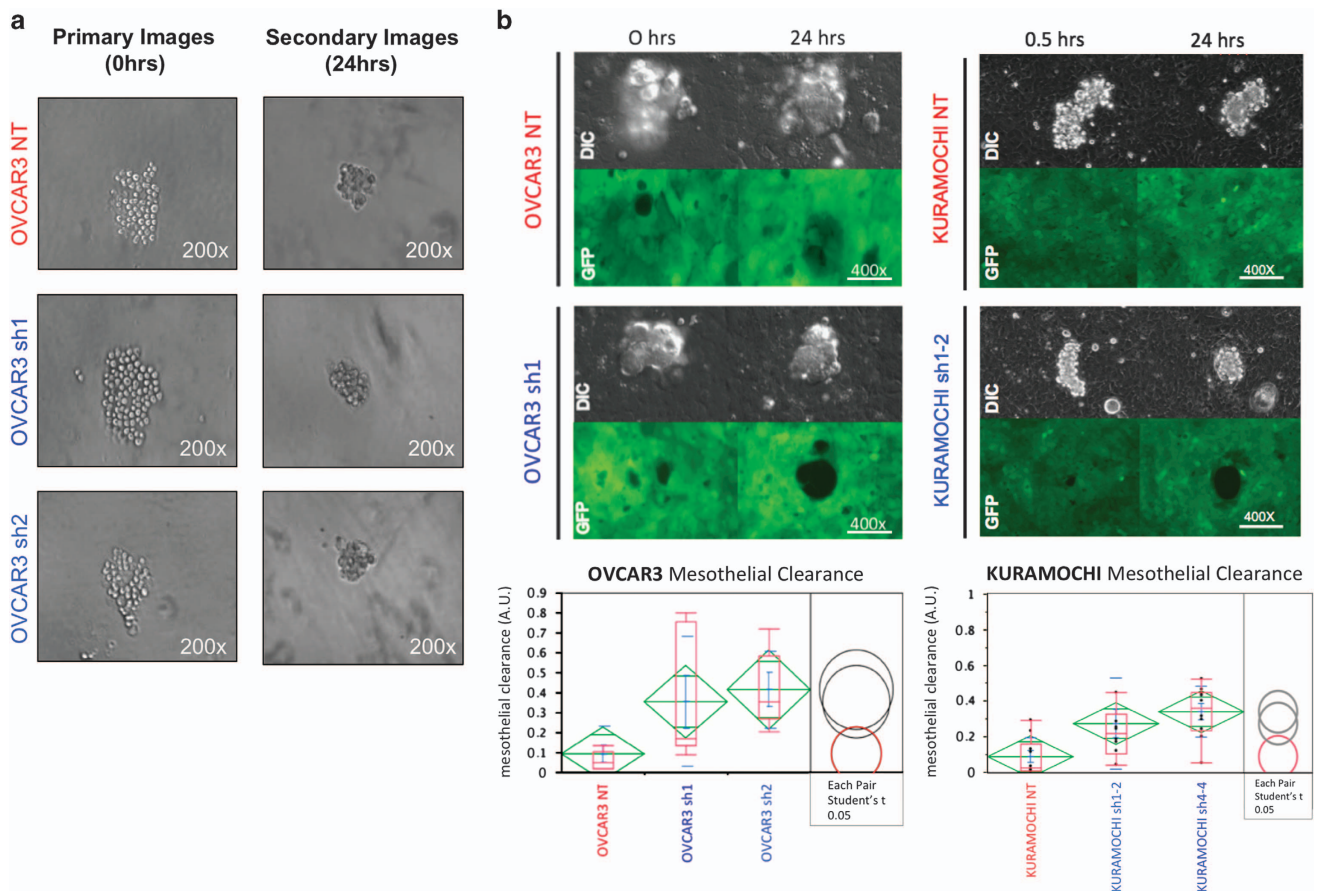 a
Primary Images
(0hrs)
Secondary Images
(24hrs)
OVCAR3 NT
200x
200x
OVCAR3 sh1
200x
200x
OVCAR3 sh2
200x
200x
b
0 hrs
24 hrs
OVCAR3 NT
DIC
GFP
400x
OVCAR3 sh1
DIC
GFP
400x
0.5 hrs
24 hrs
KURAMOCHI NT
DIC
GFP
400X
KURAMOCHI sh1-2
DIC
GFP
400X
OVCAR3 Mesothelial Clearance
mesothelial clearance (A.U.)
0.9
0.8
0.7
0.6
0.5
0.4
0.3
0.2
0.1
0
OVCAR3 NT
OVCAR3 sh1
OVCAR3 sh2
Each Pair
Student's t
0.05
KURAMOCHI Mesothelial Clearance
mesothelial clearance (A.U.)
1
0.8
0.6
0.4
0.2
0
KURAMOCHI NT
KURAMOCHI sh1-2
KURAMOCHI sh4-4
Each Pair
Student's t
0.05